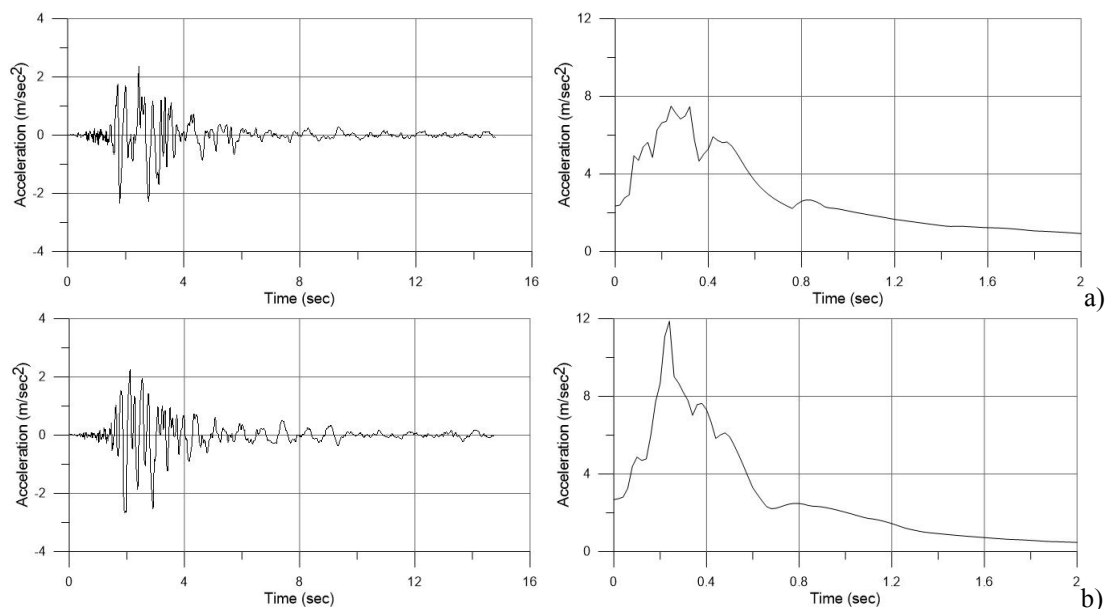 4
2
0
-2
-4
Acceleration (m/sec2)
0 4 8 12 16
Time (sec)
12
8
4
0
Acceleration (m/sec2)
0 0.4 0.8 1.2 1.6 2
Time (sec)
a)
4
2
0
-2
-4
Acceleration (m/sec2)
0 4 8 12 16
Time (sec)
12
8
4
0
Acceleration (m/sec2)
0 0.4 0.8 1.2 1.6 2
Time (sec)
b)